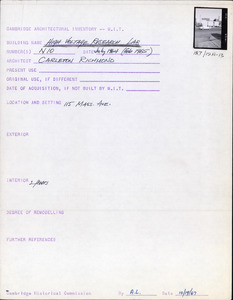 CAMBRIDGE ARCHITECTURAL INVENTORY -- M.I.T.
BUILDING NAME High Voltage Research Lab
N10
ARCHITECT Carleton Richmond
PRESENT USE
ORIGINAL USE, IF DIFFERENT
DATE OF ACQUISITION, IF NOT BUILT BY M.I.T.
LOCATION AND SETTING 115 Mass. Ave.
EXTERIOR
INTERIOR
DEGREE OF REMODELLING
FURTHER REFERENCES
Cambridge Historical Commission By A.L. Date